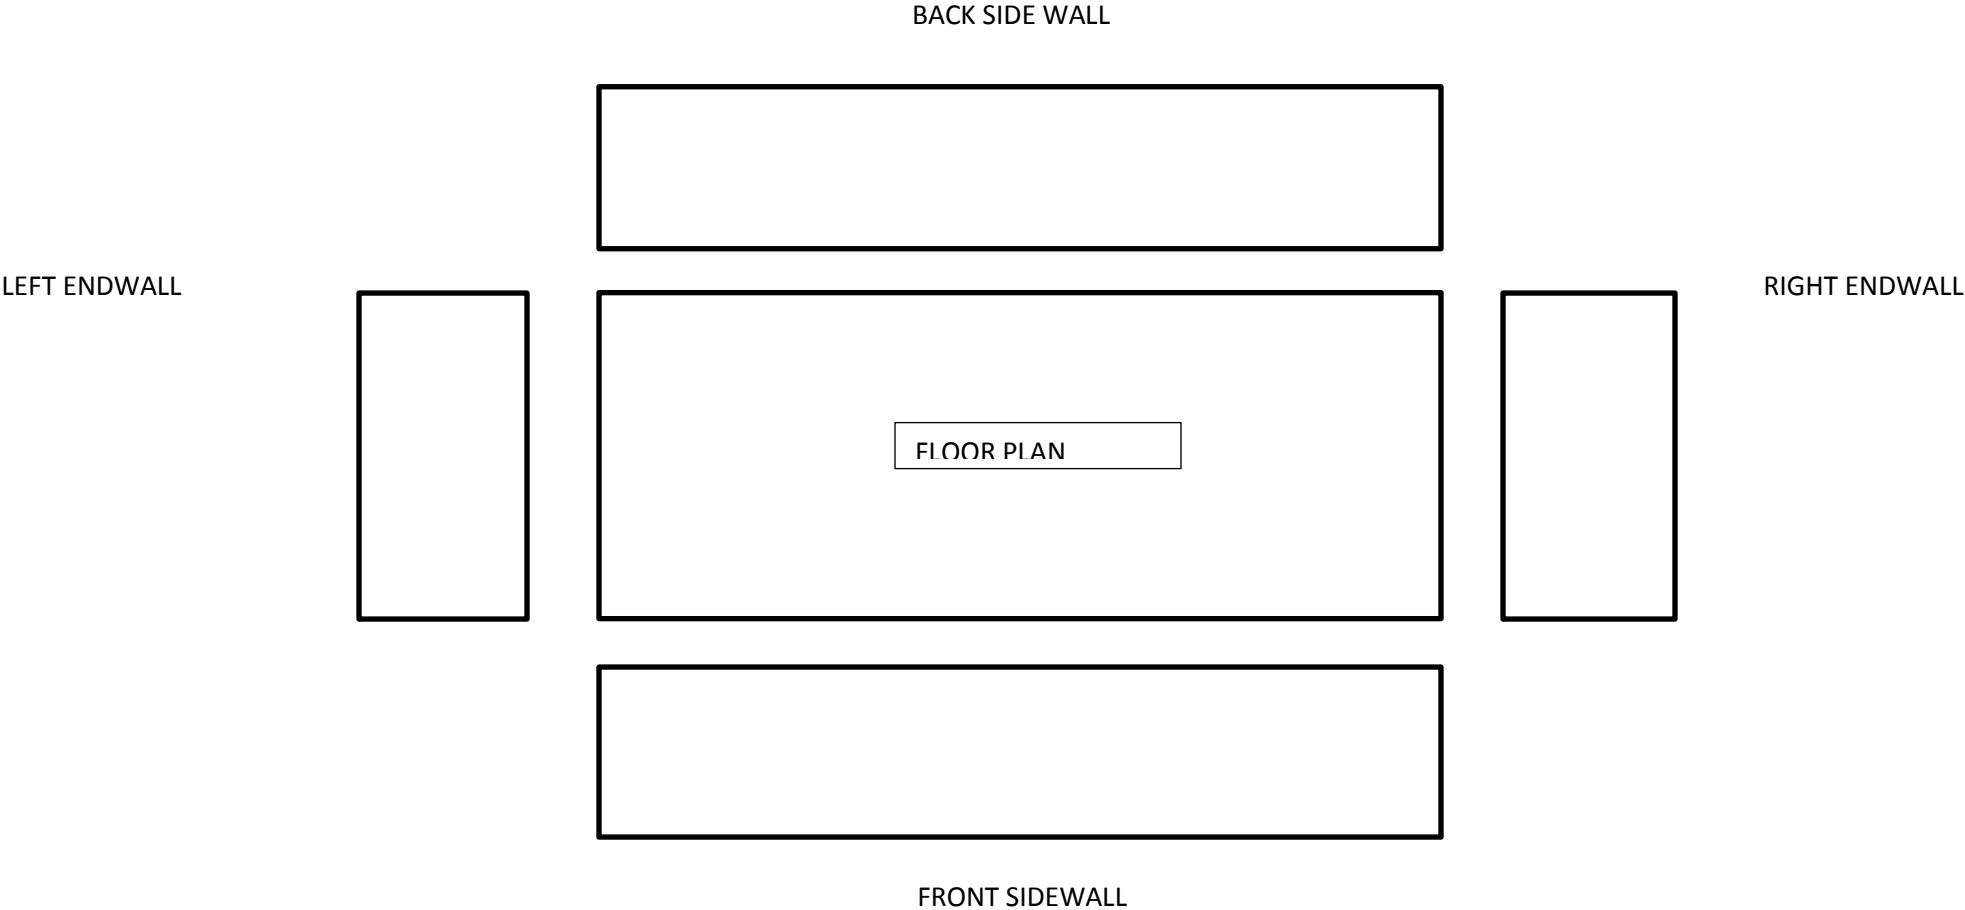 BACK SIDE WALL
LEFT ENDWALL
RIGHT ENDWALL
FLOOR PLAN
FRONT SIDEWALL